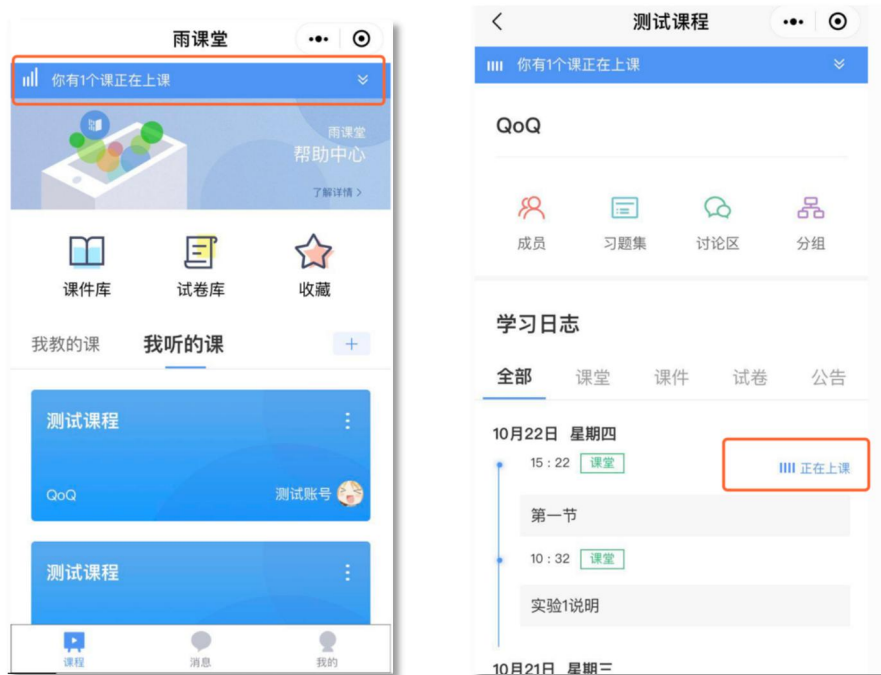 雨课堂
你有1个课正在上课
雨课堂
帮助中心
了解详情 >
课件库 试卷库 收藏
我教的课 我听的课 +
测试课程
QoQ 测试账号
测试课程
课程 消息 我的
测试课程
你有1个课正在上课
QoQ
成员 习题集 讨论区 分组
学习日志
全部 课堂 课件 试卷 公告
10月22日 星期四
15:22 课堂 正在上课
第一节
10:32 课堂
实验1说明
10月21日 星期三